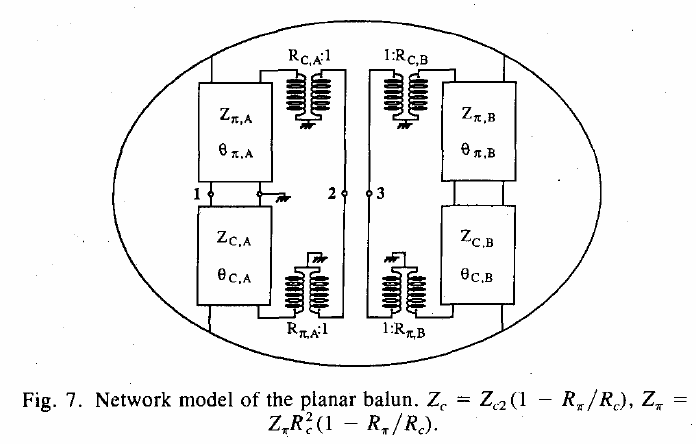 R_{C,A}:1 1:R_{C,B}
Z_{π,A} Z_{π,B}
θ_{π,A} θ_{π,B}
1 2 3
Z_{C,A} Z_{C,B}
θ_{C,A} θ_{C,B}
R_{π,A}:1 1:R_{π,B}
Fig. 7. Network model of the planar balun. Z_c = Z_{c2}(1 − R_π/R_c), Z_π =
Z_πR_c^2(1 − R_π/R_c).